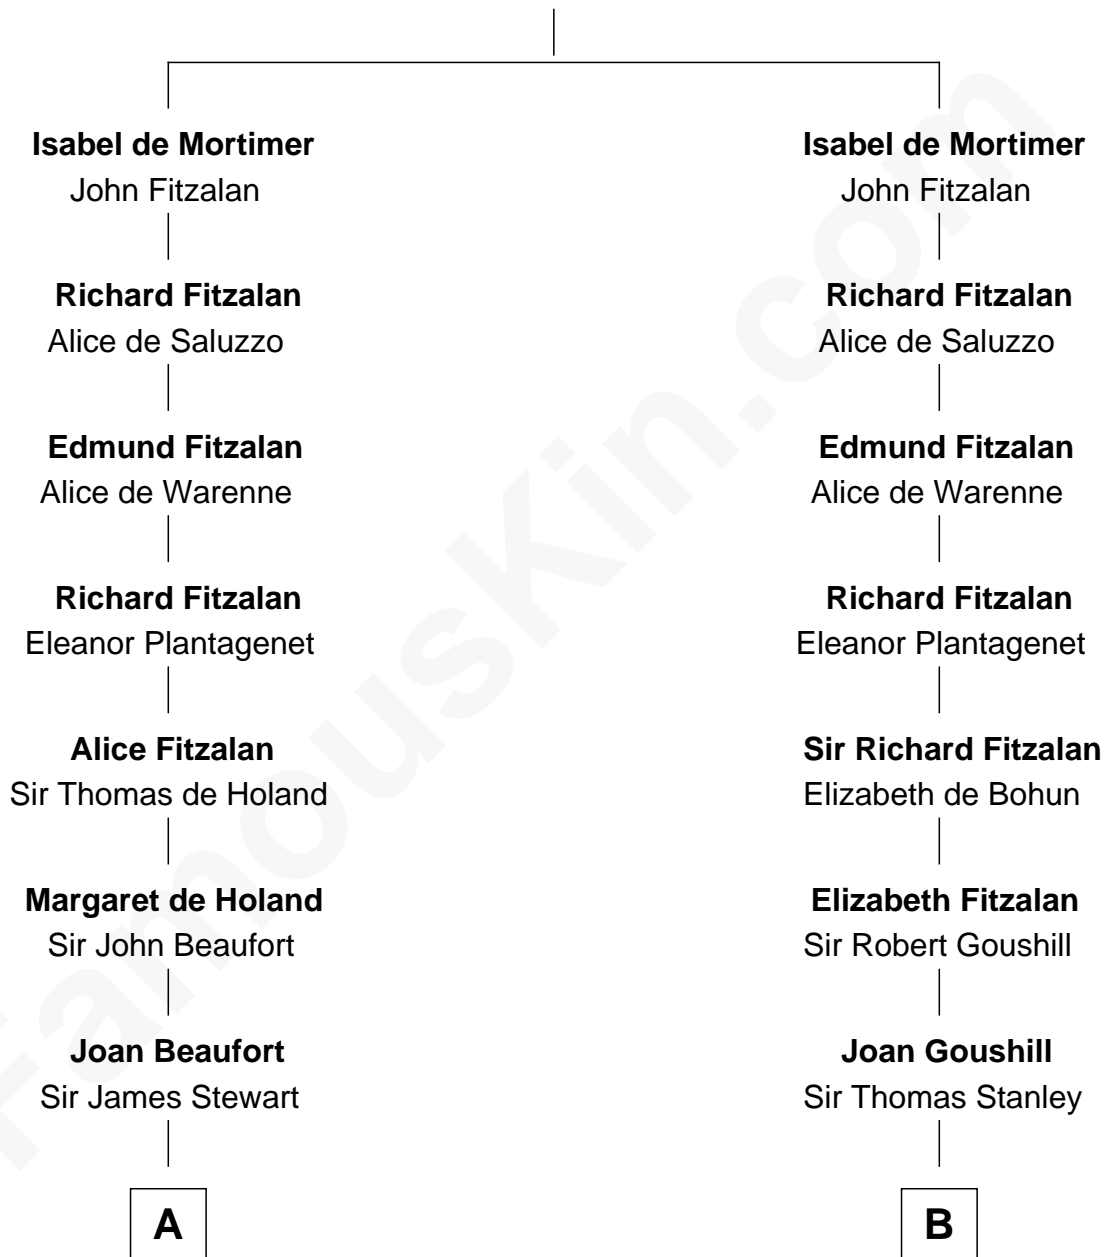 Isabel de Mortimer
John Fitzalan
Richard Fitzalan
Alice de Saluzzo
Edmund Fitzalan
Alice de Warenne
Richard Fitzalan
Eleanor Plantagenet
Alice Fitzalan
Sir Thomas de Holand
Margaret de Holand
Sir John Beaufort
Joan Beaufort
Sir James Stewart
A
Isabel de Mortimer
John Fitzalan
Richard Fitzalan
Alice de Saluzzo
Edmund Fitzalan
Alice de Warenne
Richard Fitzalan
Eleanor Plantagenet
Sir Richard Fitzalan
Elizabeth de Bohun
Elizabeth Fitzalan
Sir Robert Goushill
Joan Goushill
Sir Thomas Stanley
B
FamousKin.com